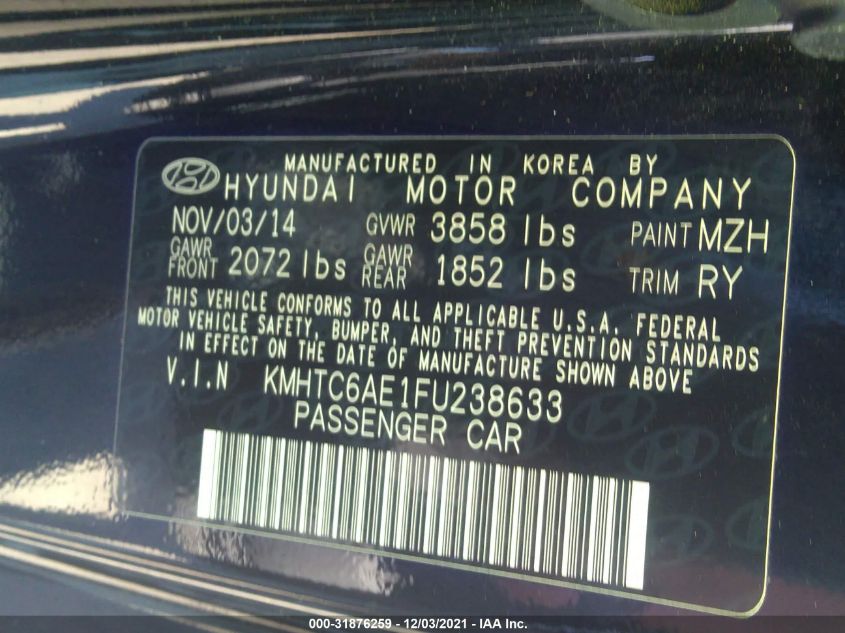 MANUFACTURED IN KOREA BY
HYUNDAI MOTOR COMPANY
NOV/03/14 GVWR 3858 lbs PAINT MZH
GAWR FRONT 2072 lbs GAWR REAR 1852 lbs TRIM RY
THIS VEHICLE CONFORMS TO ALL APPLICABLE U.S.A. FEDERAL
MOTOR VEHICLE SAFETY, BUMPER, AND THEFT PREVENTION STANDARDS
IN EFFECT ON THE DATE OF MANUFACTURE SHOWN ABOVE
V.I.N KMHTC6AE1FU238633
PASSENGER CAR
000-31876259 - 12/03/2021 - IAA Inc.